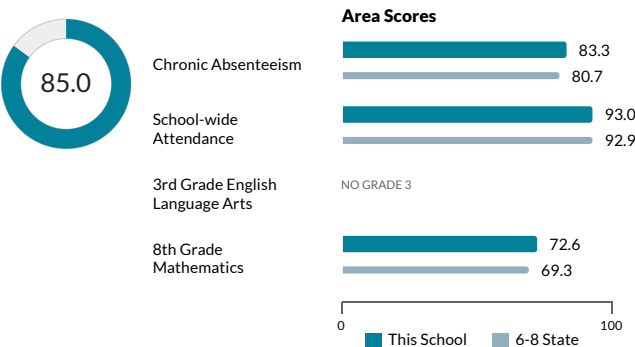 Area Scores
85.0
Chronic Absenteeism
83.3
80.7
School-wide
Attendance
93.0
92.9
3rd Grade English
Language Arts
NO GRADE 3
8th Grade
Mathematics
72.6
69.3
0
100
This School
6-8 State